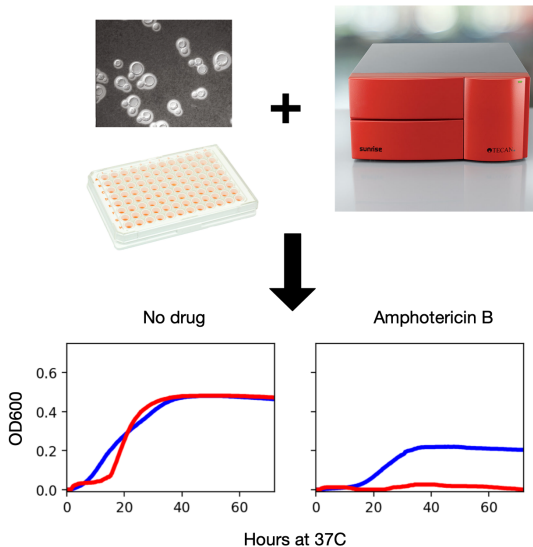 +
sunrise
TECAN
No drug
Amphotericin B
OD600
0.6
0.4
0.2
0.0
0 20 40 60
0 20 40 60
Hours at 37C